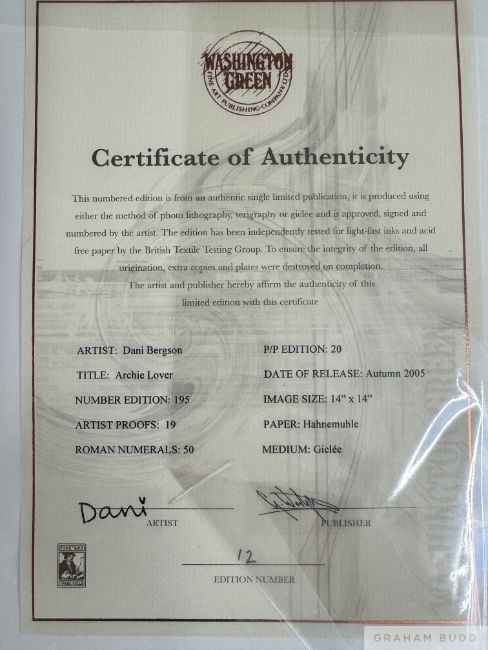 WASHINGTON
GREEN
FINE ART PUBLISHING COMPANY LTD
Certificate of Authenticity
This numbered edition is from an authentic single limited publication, it is produced using
either the method of photo lithography, serigraphy or giclée and is approved, signed and
numbered by the artist. The edition has been independently tested for light-fast inks and acid
free paper by the British Textile Testing Group. To ensure the integrity of the edition, all
origination, extra copies and plates were destroyed on completion.
The artist and publisher hereby affirm the authenticity of this
limited edition with this certificate
ARTIST: Dani Bergson
P/P EDITION: 20
TITLE: Archie Lover
DATE OF RELEASE: Autumn 2005
NUMBER EDITION: 195
IMAGE SIZE: 14" x 14"
ARTIST PROOFS: 19
PAPER: Hahnemuhle
ROMAN NUMERALS: 50
MEDIUM: Giclée
Dani
ARTIST
PUBLISHER
12
EDITION NUMBER
FINE ART
GRAHAM BUDD